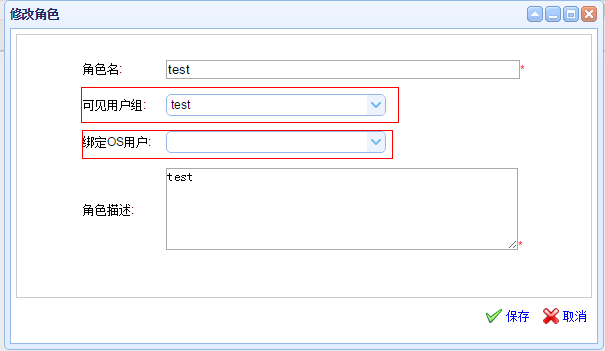 修改角色
角色名: test*
可见用户组: test
绑定OS用户:
角色描述: test*
保存 取消